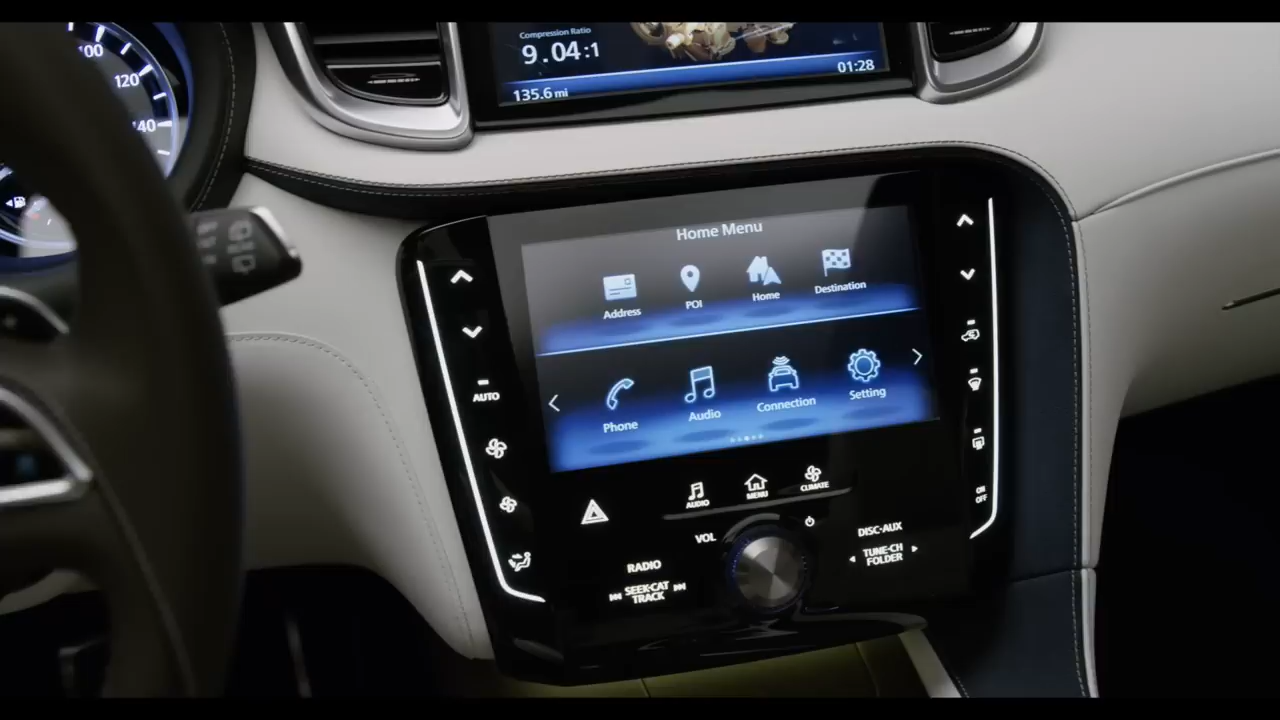 100
120
140
Compression Ratio
9.04:1
01:28
135.6 mi
Home Menu
Address
POI
Home
Destination
Phone
Audio
Connection
Setting
AUTO
AUDIO
MENU
CLIMATE
ON
OFF
VOL
DISC·AUX
RADIO
TUNE·CH
FOLDER
SEEK·CAT
TRACK